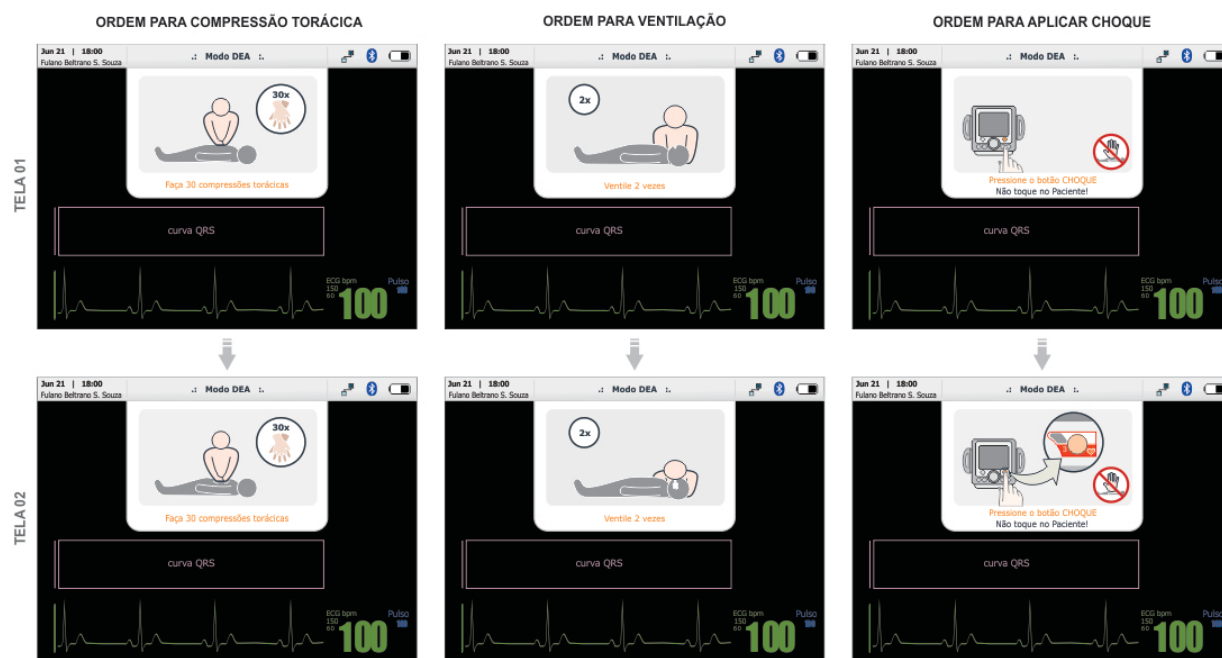 ORDEM PARA COMPRESSÃO TORÁCICA
ORDEM PARA VENTILAÇÃO
ORDEM PARA APLICAR CHOQUE
TELA 01
Jun 21 | 18:00
Fulano Beltrano S. Souza
.: Modo DEA :.
30x
Faça 30 compressões torácicas
curva QRS
ECG bpm
150
60
100
Pulso
100
Jun 21 | 18:00
Fulano Beltrano S. Souza
.: Modo DEA :.
2x
Ventile 2 vezes
curva QRS
ECG bpm
150
60
100
Pulso
100
Jun 21 | 18:00
Fulano Beltrano S. Souza
.: Modo DEA :.
Pressione o botão CHOQUE
Não toque no Paciente!
curva QRS
ECG bpm
150
60
100
Pulso
100
TELA 02
Jun 21 | 18:00
Fulano Beltrano S. Souza
.: Modo DEA :.
30x
Faça 30 compressões torácicas
curva QRS
ECG bpm
150
60
100
Pulso
100
Jun 21 | 18:00
Fulano Beltrano S. Souza
.: Modo DEA :.
2x
Ventile 2 vezes
curva QRS
ECG bpm
150
60
100
Pulso
100
Jun 21 | 18:00
Fulano Beltrano S. Souza
.: Modo DEA :.
Pressione o botão CHOQUE
Não toque no Paciente!
curva QRS
ECG bpm
150
60
100
Pulso
100